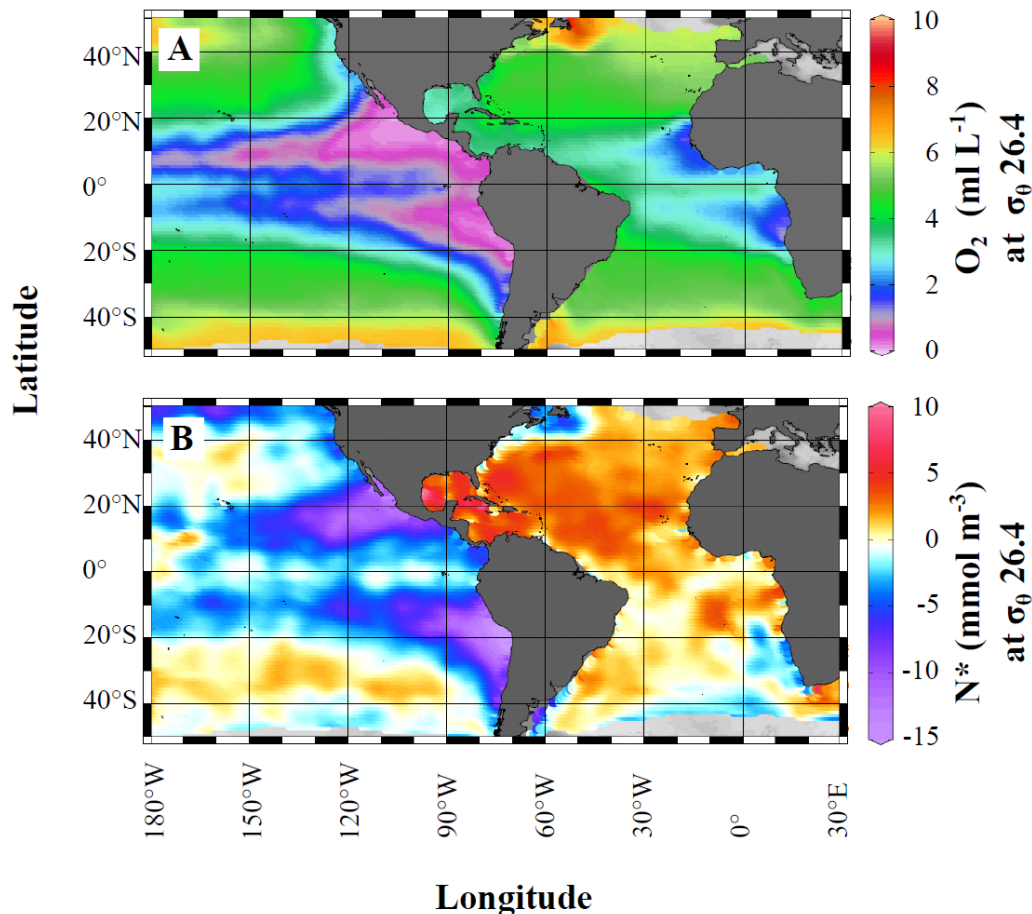 A
40°N
20°N
0°
20°S
40°S
10
8
6
4
2
0
O₂ (ml L⁻¹)
at σθ 26.4
Latitude
B
40°N
20°N
0°
20°S
40°S
10
5
0
-5
-10
-15
N* (mmol m⁻³)
at σθ 26.4
180°W
150°W
120°W
90°W
60°W
30°W
0°
30°E
Longitude